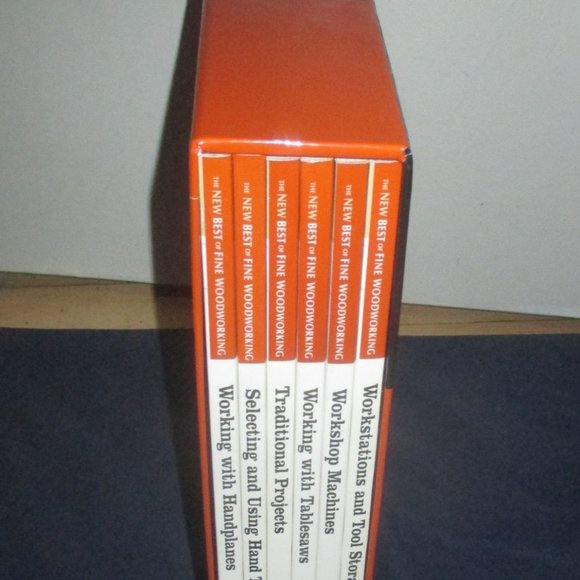 THE NEW BEST OF FINE WOODWORKING
Working with Handplanes
THE NEW BEST OF FINE WOODWORKING
Selecting and Using Hand
THE NEW BEST OF FINE WOODWORKING
Traditional Projects
THE NEW BEST OF FINE WOODWORKING
Working with Tablesaws
THE NEW BEST OF FINE WOODWORKING
Workshop Machines
THE NEW BEST OF FINE WOODWORKING
Workstations and Tool Stora